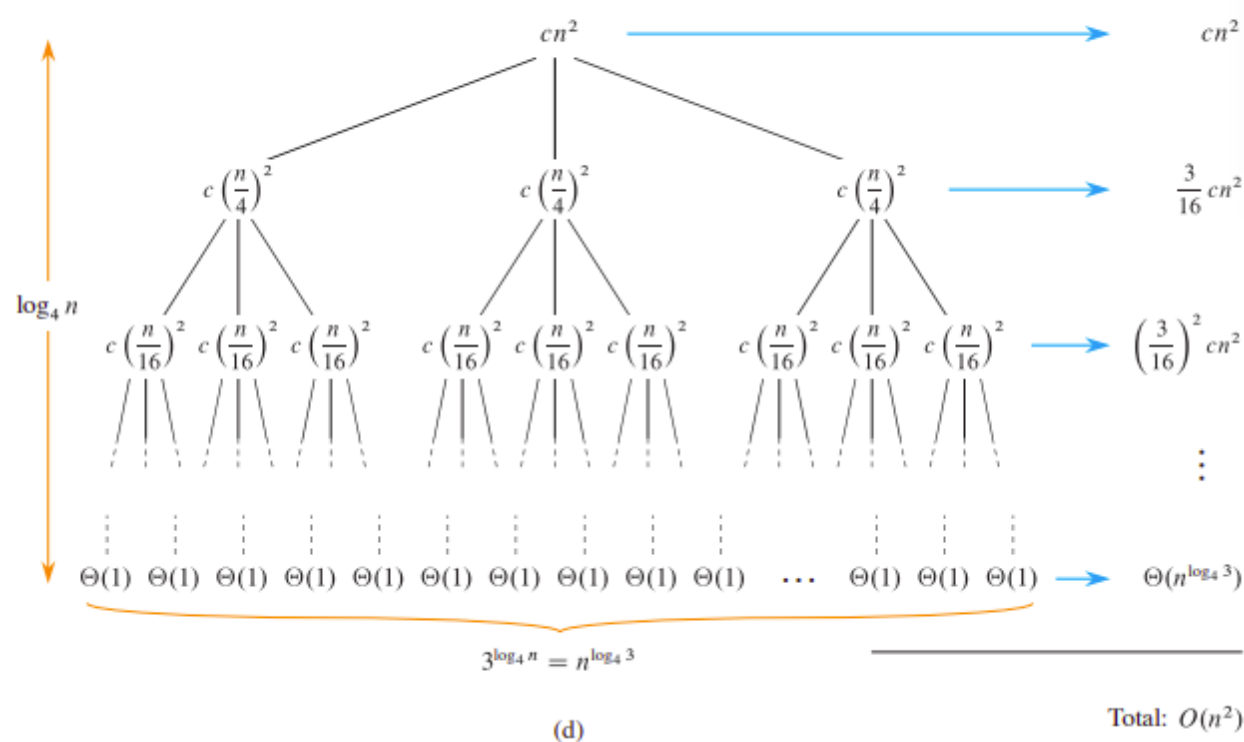 cn² cn²
c(n/4)² c(n/4)² c(n/4)² 3/16 cn²
log₄ n
c(n/16)² c(n/16)² c(n/16)² c(n/16)² c(n/16)² c(n/16)² c(n/16)² c(n/16)² c(n/16)² (3/16)² cn²
⋮
Θ(1) Θ(1) Θ(1) Θ(1) Θ(1) Θ(1) Θ(1) Θ(1) Θ(1) Θ(1) … Θ(1) Θ(1) Θ(1) Θ(n^(log₄ 3))
3^(log₄ n) = n^(log₄ 3)
Total: O(n²)
(d)